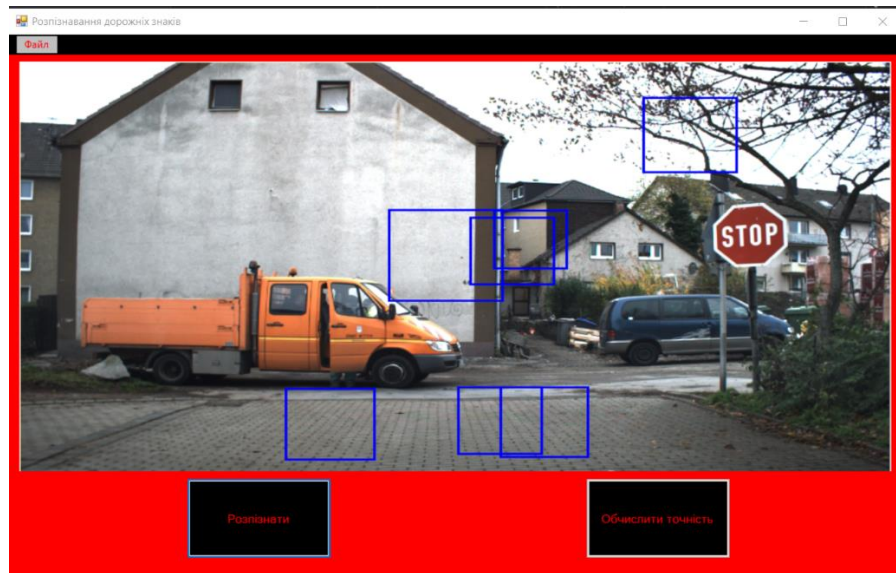 Розпізнавання дорожніх знаків
Файл
STOP
Розпізнати
Обчислити точність